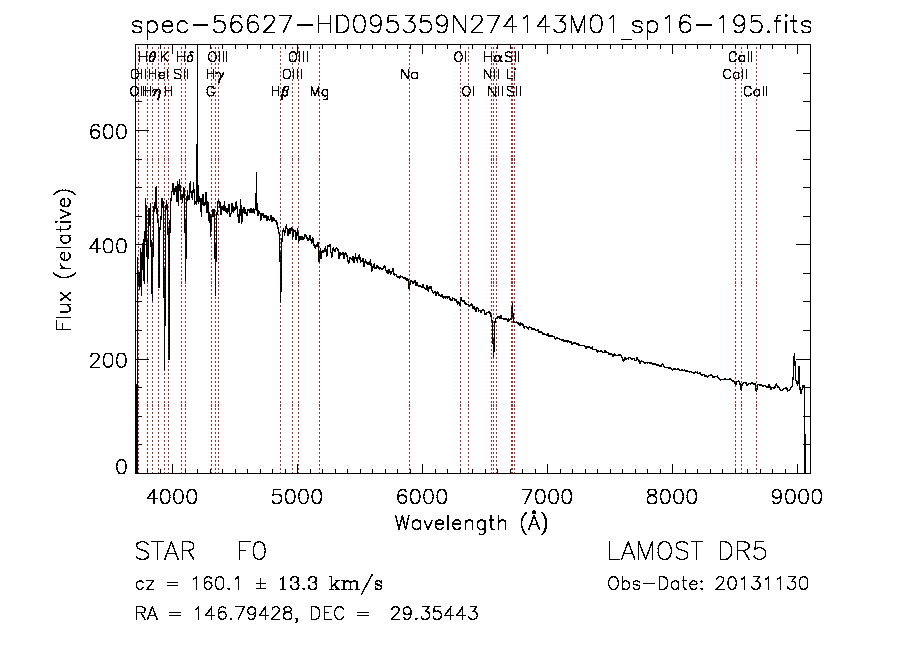 spec-56627-HD095359N274143M01_sp16-195.fits
Hθ K Hδ OIII OIII OI Hα SII CaII
OII HeI SII Hγ OIII Na NII Li CaII
OII Hη H G Hβ Mg OI NII SII CaII
Flux (relative)
600
400
200
0
4000 5000 6000 7000 8000 9000
Wavelength (Å)
STAR F0 LAMOST DR5
cz = 160.1 ± 13.3 km/s Obs-Date: 20131130
RA = 146.79428, DEC = 29.35443